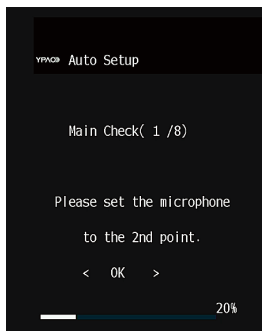 YPAO Auto Setup
Main Check( 1 /8)
Please set the microphone
to the 2nd point.
< OK >
20%